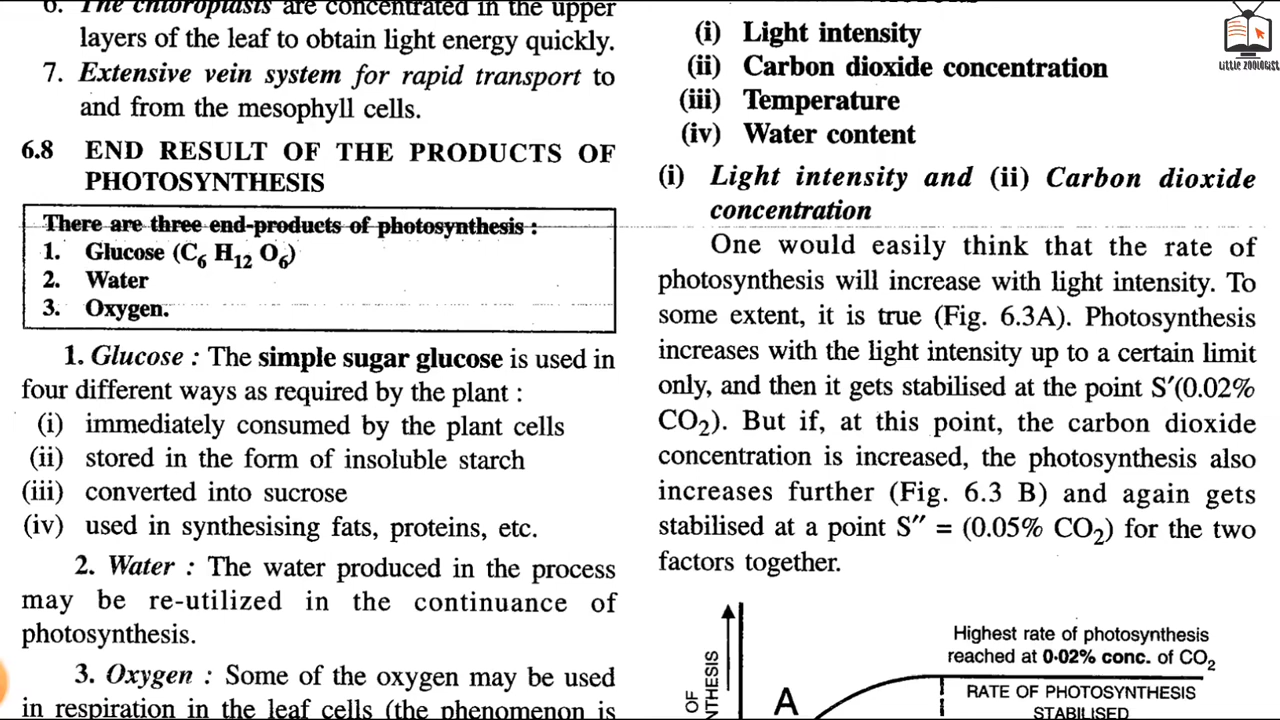 6. The chloroplasts are concentrated in the upper
layers of the leaf to obtain light energy quickly.
7. Extensive vein system for rapid transport to
and from the mesophyll cells.
6.8 END RESULT OF THE PRODUCTS OF
PHOTOSYNTHESIS
There are three end-products of photosynthesis :
1. Glucose (C6 H12 O6)
2. Water
3. Oxygen.
1. Glucose : The simple sugar glucose is used in
four different ways as required by the plant :
(i) immediately consumed by the plant cells
(ii) stored in the form of insoluble starch
(iii) converted into sucrose
(iv) used in synthesising fats, proteins, etc.
2. Water : The water produced in the process
may be re-utilized in the continuance of
photosynthesis.
3. Oxygen : Some of the oxygen may be used
in respiration in the leaf cells (the phenomenon is
(i) Light intensity
(ii) Carbon dioxide concentration
(iii) Temperature
(iv) Water content
(i) Light intensity and (ii) Carbon dioxide
concentration
One would easily think that the rate of
photosynthesis will increase with light intensity. To
some extent, it is true (Fig. 6.3A). Photosynthesis
increases with the light intensity up to a certain limit
only, and then it gets stabilised at the point S′(0.02%
CO2). But if, at this point, the carbon dioxide
concentration is increased, the photosynthesis also
increases further (Fig. 6.3 B) and again gets
stabilised at a point S″ = (0.05% CO2) for the two
factors together.
Highest rate of photosynthesis
reached at 0·02% conc. of CO2
RATE OF PHOTOSYNTHESIS
STABILISED
A
OF
LITTLE ZOOLOGIST